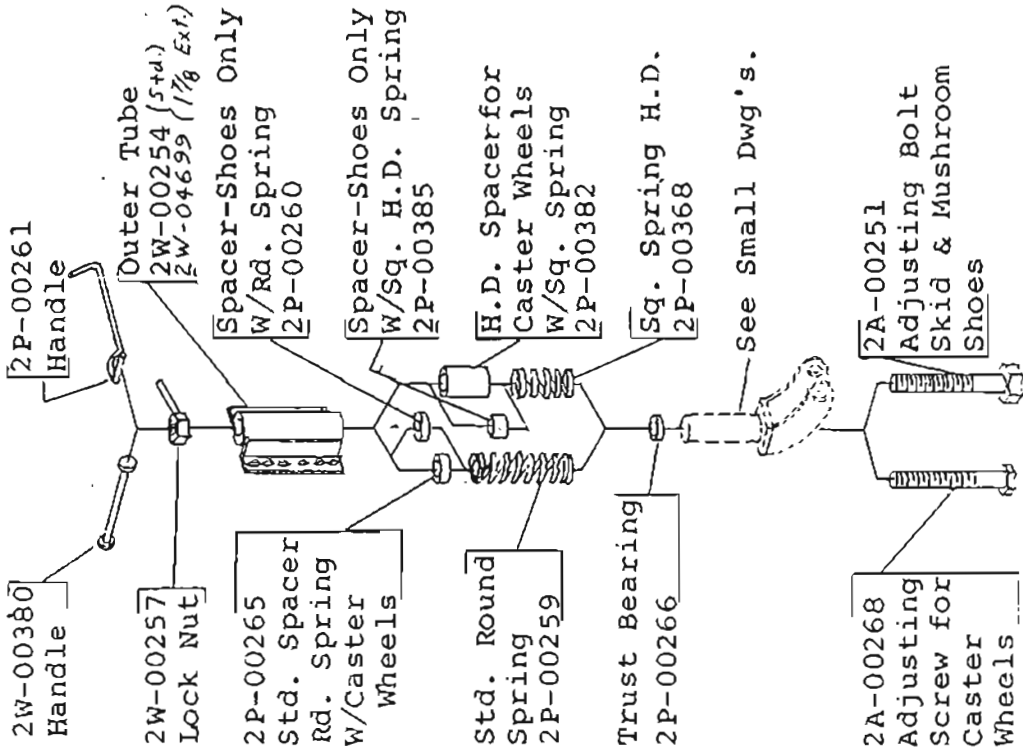 2W-00380
Handle
2P-00261
Handle
2W-00257
Lock Nut
Outer Tube
2W-00254 (Std.)
2W-04699 (1 7/8 Ext.)
2P-00265
Std. Spacer
Rd. Spring
W/Caster
Wheels
Spacer-Shoes Only
W/Rd. Spring
2P-00260
Spacer-Shoes Only
W/Sq. H.D. Spring
2P-00385
Std. Round
Spring
2P-00259
H.D. Spacerfor
Caster Wheels
W/Sq. Spring
2P-00382
Sq. Spring H.D.
2P-00368
Trust Bearing
2P-00266
See Small Dwg's.
2A-00268
Adjusting
Screw for
Caster
Wheels
2A-00251
Adjusting Bolt
Skid & Mushroom
Shoes